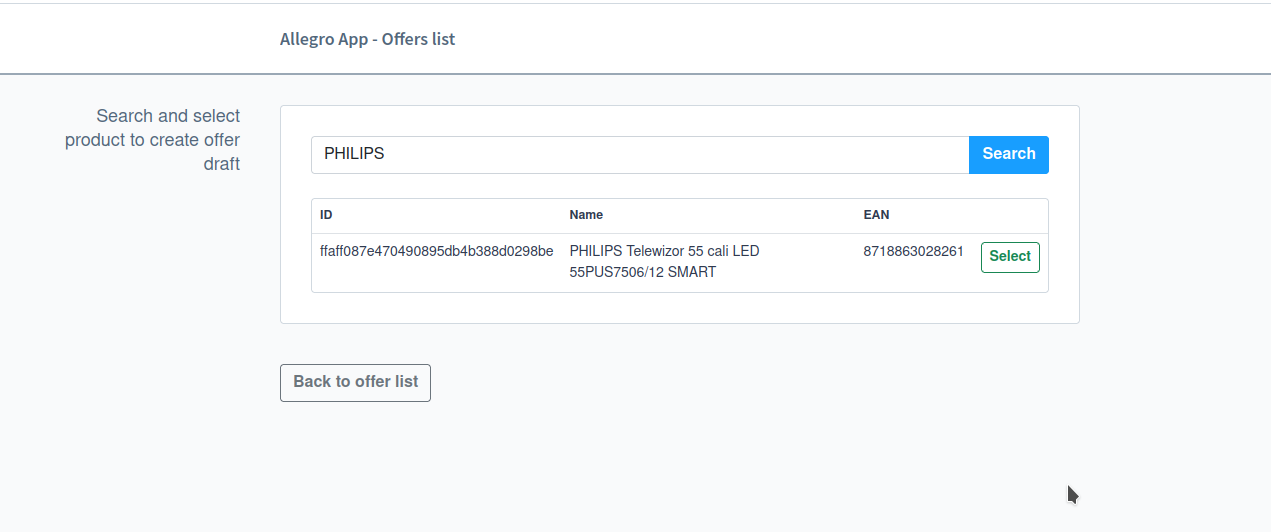 Allegro App - Offers list
Search and select
product to create offer
draft
PHILIPS
Search
ID Name EAN
ffaff087e470490895db4b388d0298be PHILIPS Telewizor 55 cali LED 8718863028261 Select
55PUS7506/12 SMART
Back to offer list